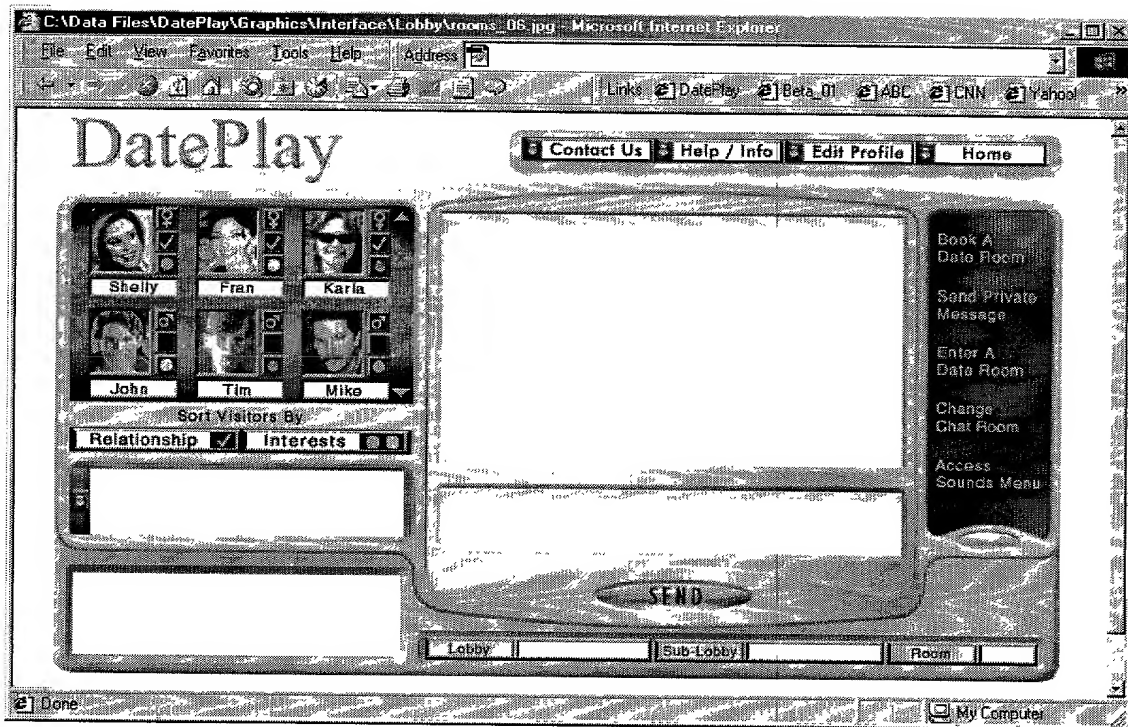 C:\Data Files\DatePlay\Graphics\Interface\Lobby\rooms_06.jpg - Microsoft Internet Explorer
File Edit View Favorites Tools Help Address
Links DatePlay Beta_01 ABC CNN Yahoo! »
DatePlay
Contact Us Help / Info Edit Profile Home
Shelly Fran Karla
John Tim Mike
Sort Visitors By
Relationship Interests
Book A
Date Room
Send Private
Message
Enter A
Date Room
Change
Chat Room
Access
Sounds Menu
SEND
Lobby Sub-Lobby Room
Done My Computer